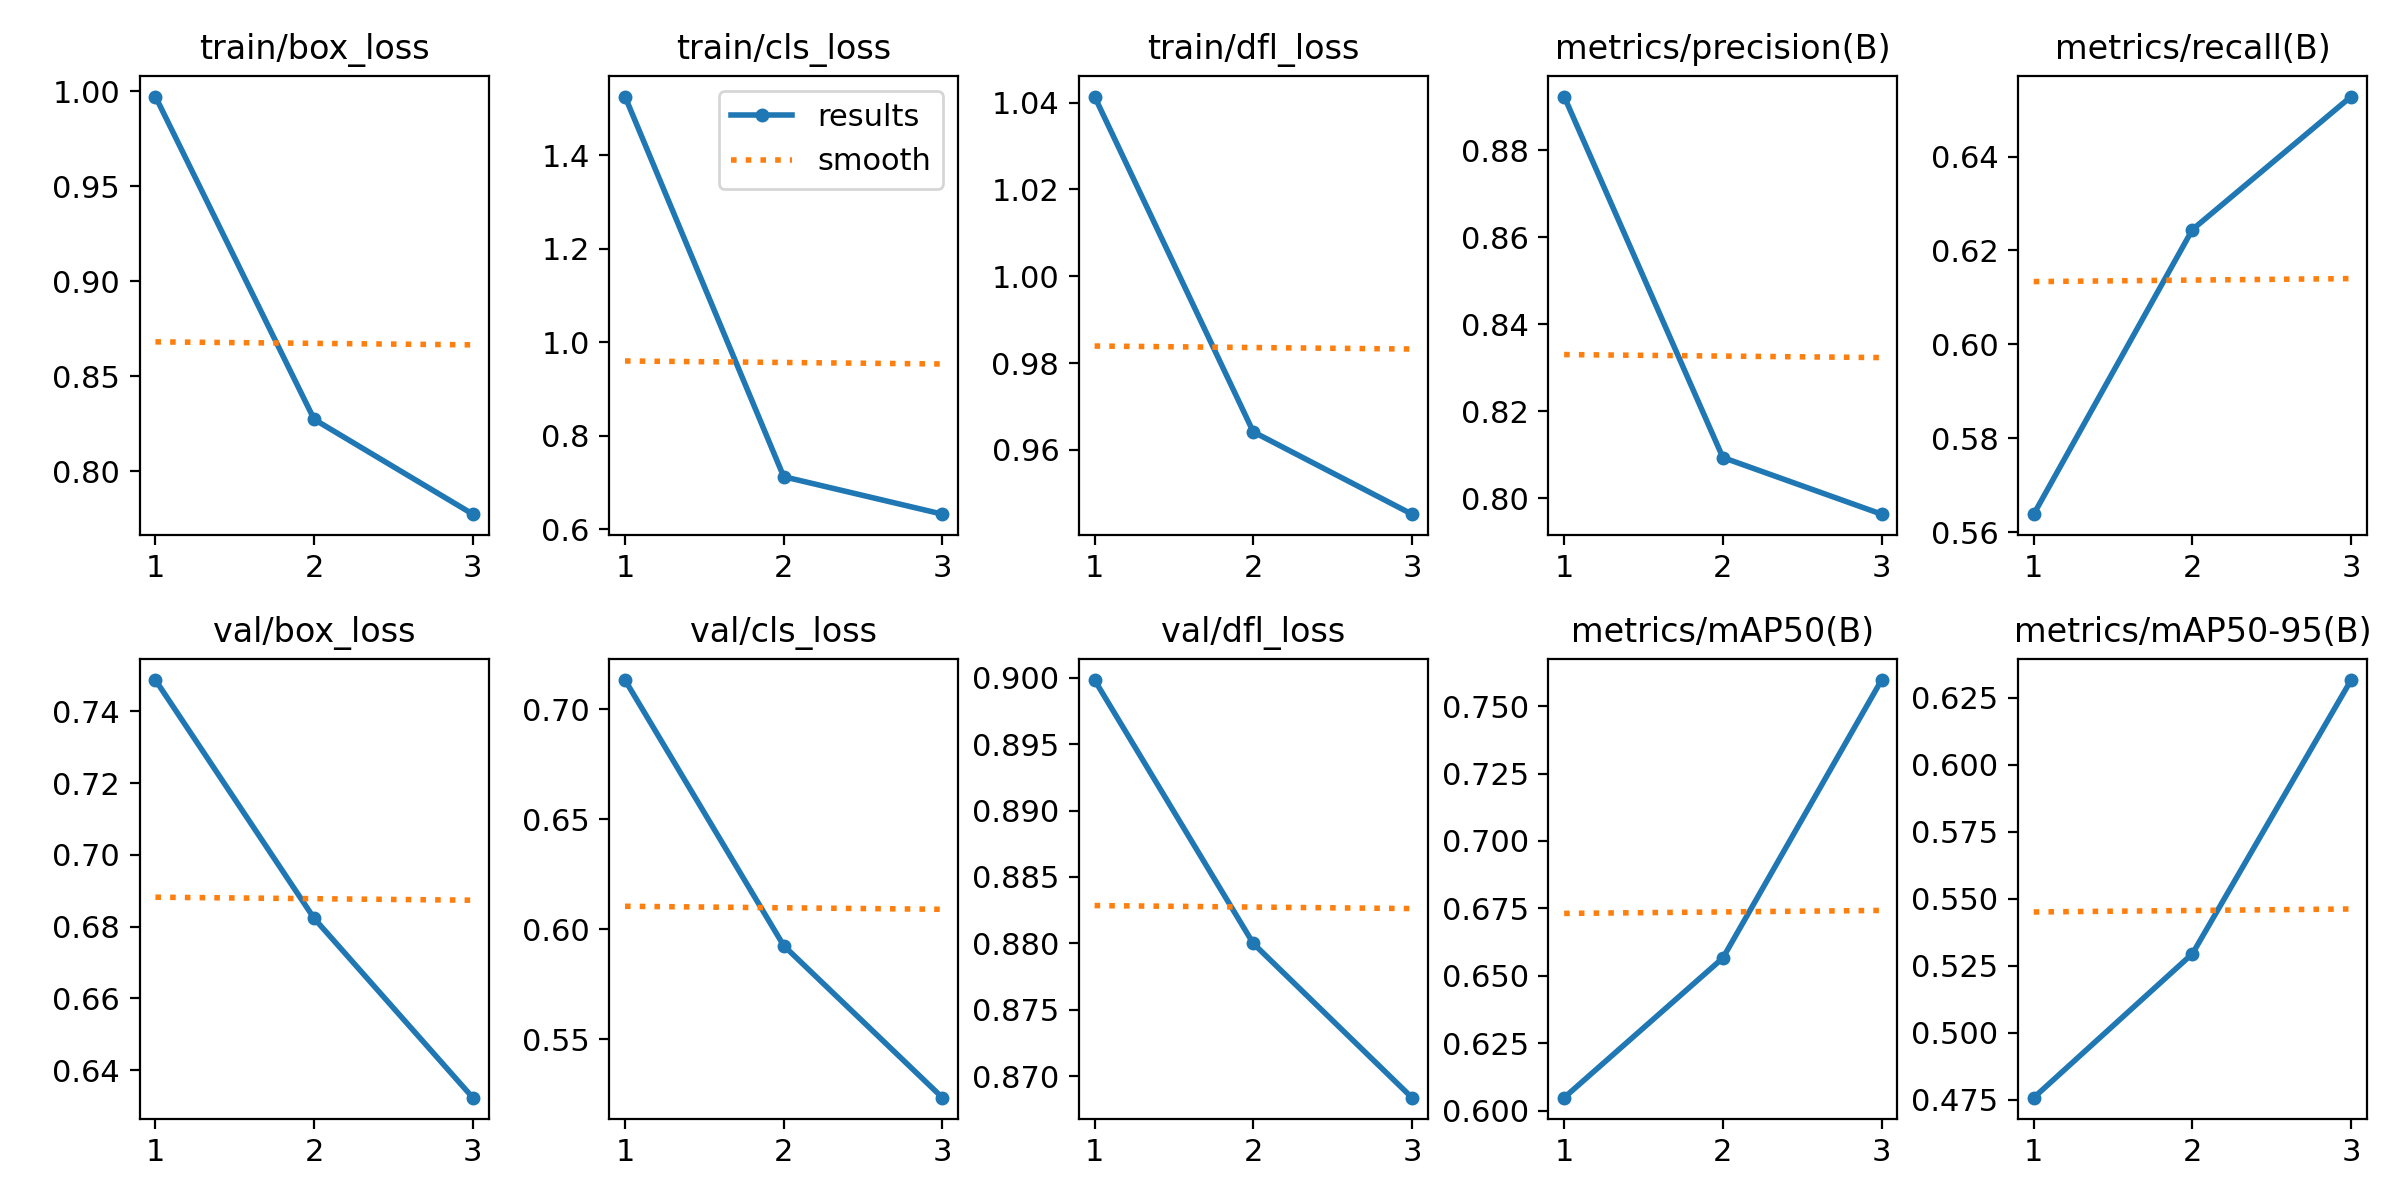 train/box_loss
1.00
0.95
0.90
0.85
0.80
1 2 3
train/cls_loss
results
smooth
1.4
1.2
1.0
0.8
0.6
1 2 3
train/dfl_loss
1.04
1.02
1.00
0.98
0.96
1 2 3
metrics/precision(B)
0.88
0.86
0.84
0.82
0.80
1 2 3
metrics/recall(B)
0.64
0.62
0.60
0.58
0.56
1 2 3
val/box_loss
0.74
0.72
0.70
0.68
0.66
0.64
1 2 3
val/cls_loss
0.70
0.65
0.60
0.55
1 2 3
val/dfl_loss
0.900
0.895
0.890
0.885
0.880
0.875
0.870
1 2 3
metrics/mAP50(B)
0.750
0.725
0.700
0.675
0.650
0.625
0.600
1 2 3
metrics/mAP50-95(B)
0.625
0.600
0.575
0.550
0.525
0.500
0.475
1 2 3